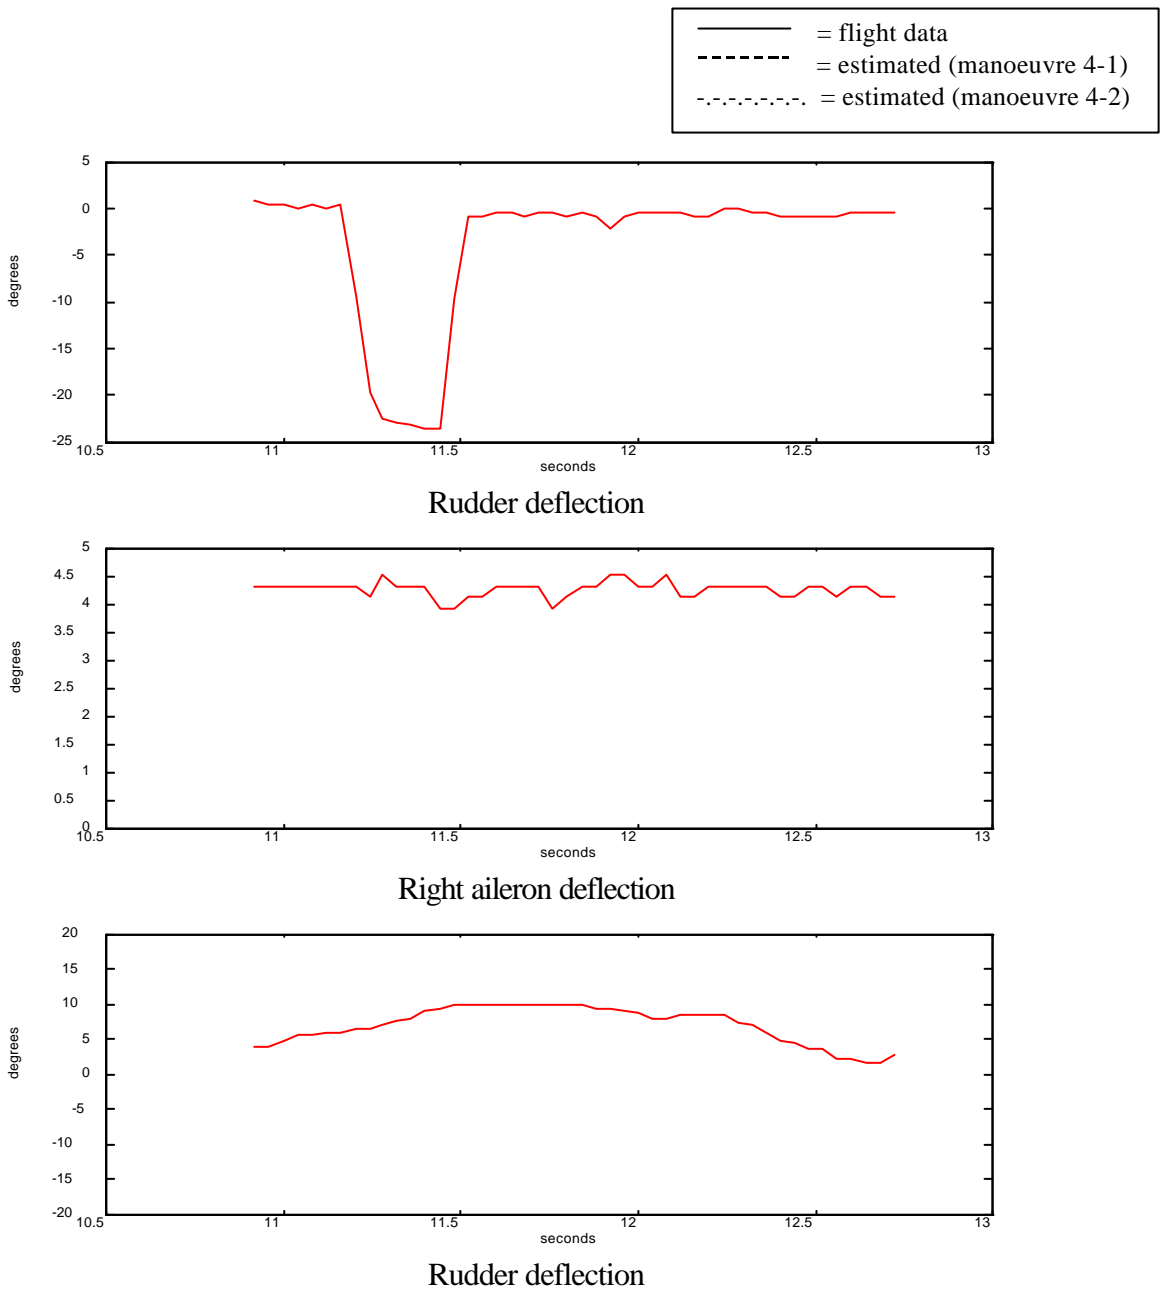 = flight data
= estimated (manoeuvre 4-1)
-.-.-.-.-.-.-. = estimated (manoeuvre 4-2)
5
0
-5
-10
-15
-20
-25
degrees
10.5 11 11.5 12 12.5 13
seconds
Rudder deflection
5
4.5
4
3.5
3
2.5
2
1.5
1
0.5
0
degrees
10.5 11 11.5 12 12.5 13
seconds
Right aileron deflection
20
15
10
5
0
-5
-10
-15
-20
degrees
10.5 11 11.5 12 12.5 13
seconds
Rudder deflection